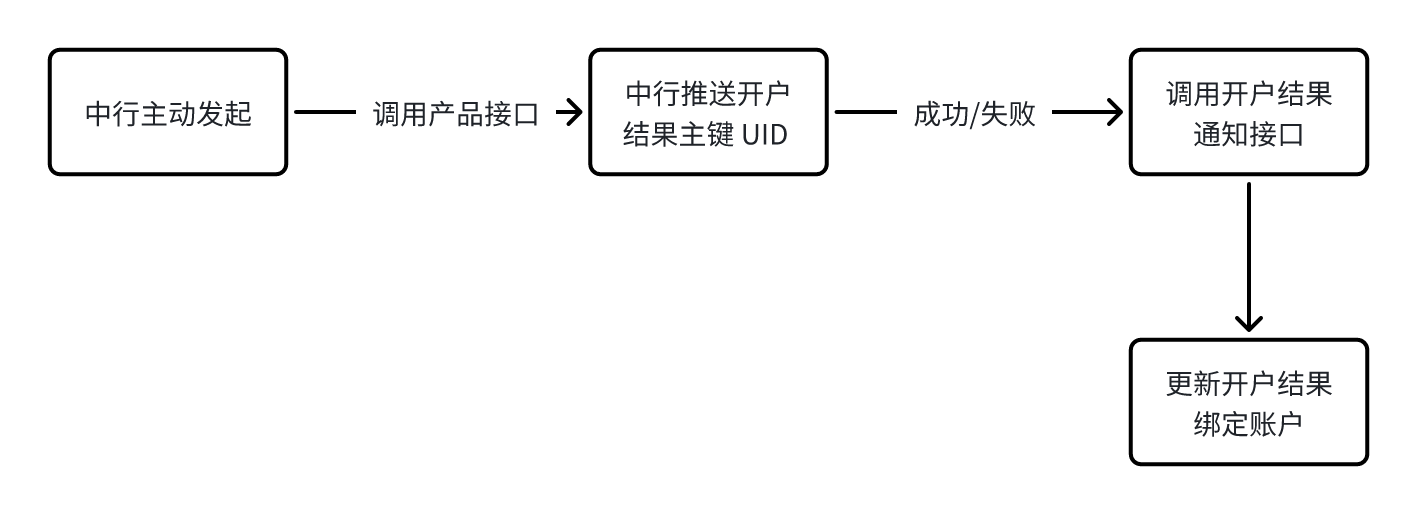 中行主动发起
调用产品接口
中行推送开户
结果主键 UID
成功/失败
调用开户结果
通知接口
更新开户结果
绑定账户